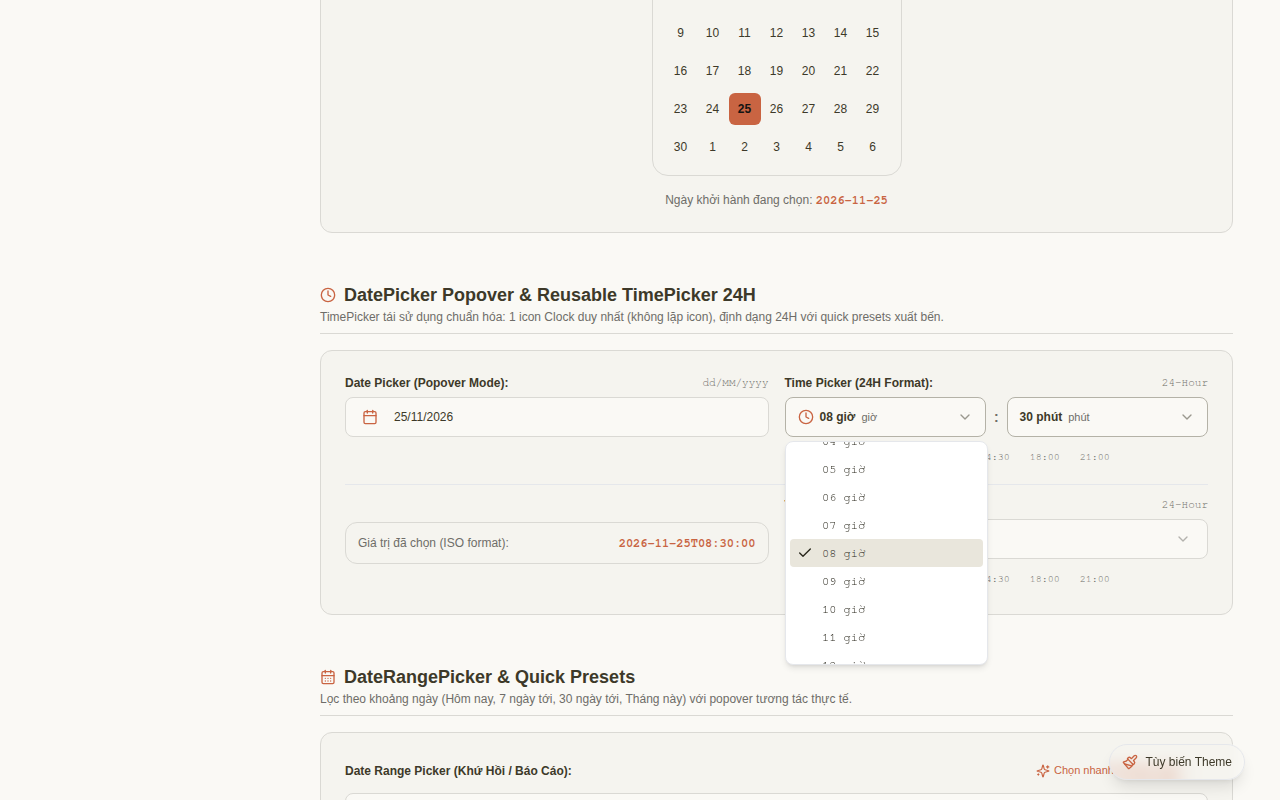 9 10 11 12 13 14 15
16 17 18 19 20 21 22
23 24 25 26 27 28 29
30 1 2 3 4 5 6
Ngày khởi hành đang chọn: 2026-11-25
DatePicker Popover & Reusable TimePicker 24H
TimePicker tái sử dụng chuẩn hóa: 1 icon Clock duy nhất (không lặp icon), định dạng 24H với quick presets xuất bến.
Date Picker (Popover Mode): dd/MM/yyyy
25/11/2026
Time Picker (24H Format): 24-Hour
08 giờ giờ : 30 phút phút
18:00 21:00
04 giờ
05 giờ
06 giờ
07 giờ
08 giờ
09 giờ
10 giờ
11 giờ
24-Hour
Giá trị đã chọn (ISO format): 2026-11-25T08:30:00
18:00 21:00
DateRangePicker & Quick Presets
Lọc theo khoảng ngày (Hôm nay, 7 ngày tới, 30 ngày tới, Tháng này) với popover tương tác thực tế.
Date Range Picker (Khứ Hồi / Báo Cáo): Chọn nhanh
Tùy biến Theme